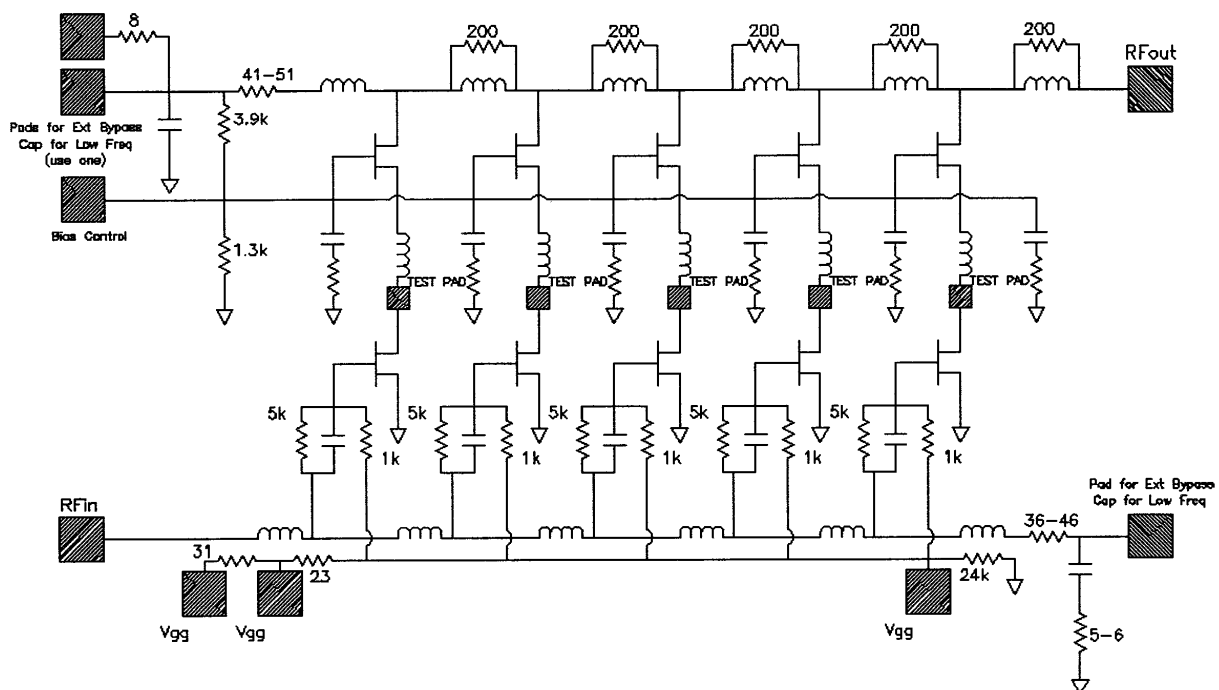 8
200
200
200
200
200
RFout
41-51
3.9k
Pads for Ext Bypass
Cap for Low Freq
(use one)
Bias Control
1.3k
TEST PAD
TEST PAD
TEST PAD
TEST PAD
TEST PAD
5k
5k
5k
5k
5k
1k
1k
1k
1k
1k
Pad for Ext Bypass
Cap for Low Freq
RFin
36-46
31
23
24k
Vgg
Vgg
Vgg
5-6